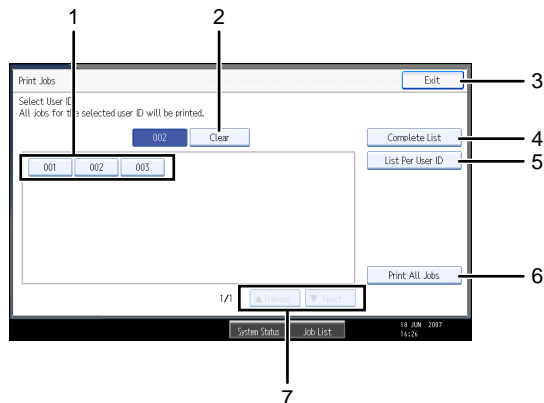 1
2
Print Jobs
Exit
3
Select User ID
All jobs for the selected user ID will be printed.
002
Clear
Complete List
4
001
002
003
List Per User ID
5
Print All Jobs
6
1/1
▲ Previous
▼ Next
System Status
Job List
18 JUN 2007
16:26
7